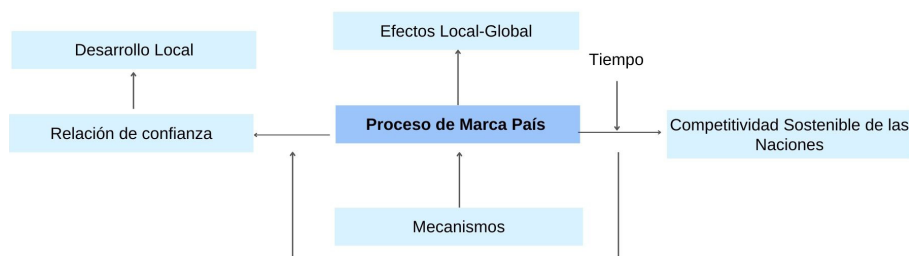 Efectos Local-Global
Desarrollo Local
Tiempo
Relación de confianza
Proceso de Marca País
Competitividad Sostenible de las
Naciones
Mecanismos